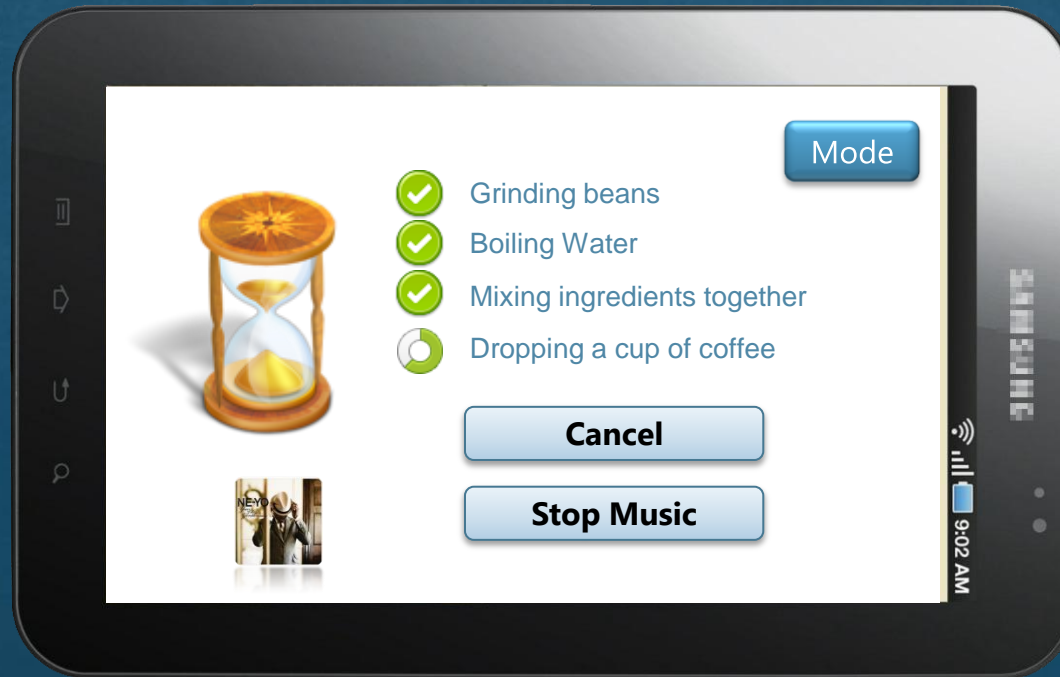 Mode
Grinding beans
Boiling Water
Mixing ingredients together
Dropping a cup of coffee
Cancel
Stop Music
NE-YO
9:02 AM
SAMSUNG